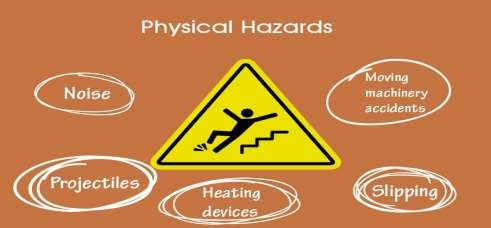 Physical Hazards
Noise
Moving
machinery
accidents
Projectiles
Heating
devices
Slipping